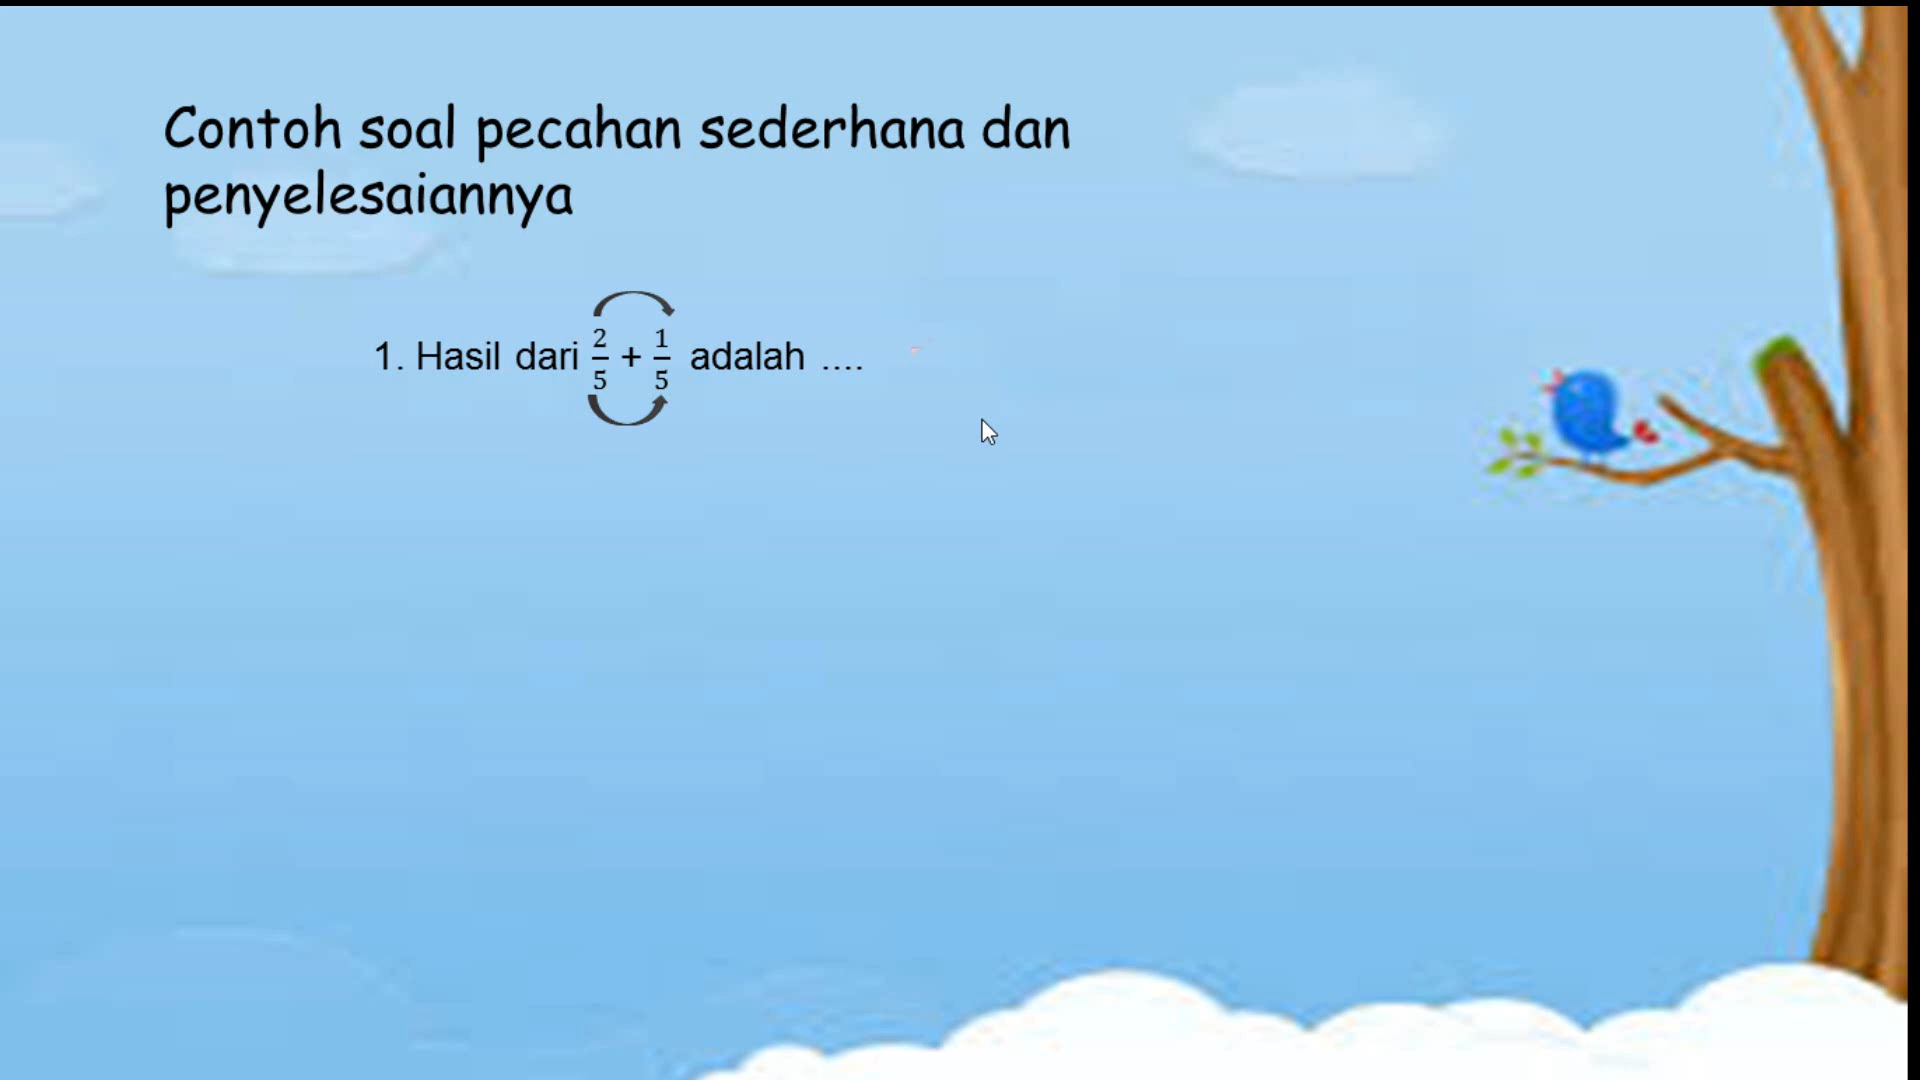 Contoh soal pecahan sederhana dan
penyelesaiannya
1. Hasil dari 2/5 + 1/5 adalah ....